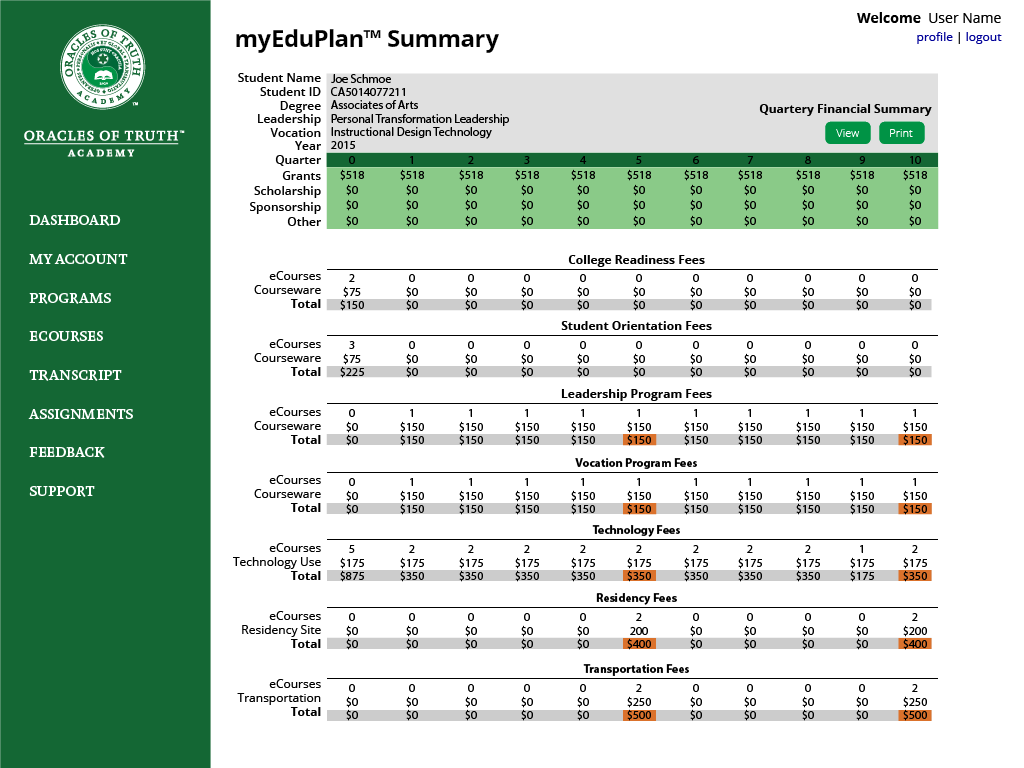 Welcome User Name
profile | logout
myEduPlan™ Summary
ORACLES OF TRUTH
ACADEMY
™
ORACLES OF TRUTH™
ACADEMY
DASHBOARD
MY ACCOUNT
PROGRAMS
ECOURSES
TRANSCRIPT
ASSIGNMENTS
FEEDBACK
SUPPORT
Student Name Joe Schmoe
Student ID CA5014077211
Degree Associates of Arts
Leadership Personal Transformation Leadership
Vocation Instructional Design Technology
Year 2015
Quartery Financial Summary
View Print
Quarter 0 1 2 3 4 5 6 7 8 9 10
Grants $518 $518 $518 $518 $518 $518 $518 $518 $518 $518 $518
Scholarship $0 $0 $0 $0 $0 $0 $0 $0 $0 $0 $0
Sponsorship $0 $0 $0 $0 $0 $0 $0 $0 $0 $0 $0
Other $0 $0 $0 $0 $0 $0 $0 $0 $0 $0 $0
College Readiness Fees
eCourses 2 0 0 0 0 0 0 0 0 0 0
Courseware $75 $0 $0 $0 $0 $0 $0 $0 $0 $0 $0
Total $150 $0 $0 $0 $0 $0 $0 $0 $0 $0 $0
Student Orientation Fees
eCourses 3 0 0 0 0 0 0 0 0 0 0
Courseware $75 $0 $0 $0 $0 $0 $0 $0 $0 $0 $0
Total $225 $0 $0 $0 $0 $0 $0 $0 $0 $0 $0
Leadership Program Fees
eCourses 0 1 1 1 1 1 1 1 1 1 1
Courseware $0 $150 $150 $150 $150 $150 $150 $150 $150 $150 $150
Total $0 $150 $150 $150 $150 $150 $150 $150 $150 $150 $150
Vocation Program Fees
eCourses 0 1 1 1 1 1 1 1 1 1 1
Courseware $0 $150 $150 $150 $150 $150 $150 $150 $150 $150 $150
Total $0 $150 $150 $150 $150 $150 $150 $150 $150 $150 $150
Technology Fees
eCourses 5 2 2 2 2 2 2 2 2 1 2
Technology Use $175 $175 $175 $175 $175 $175 $175 $175 $175 $175 $175
Total $875 $350 $350 $350 $350 $350 $350 $350 $350 $175 $350
Residency Fees
eCourses 0 0 0 0 0 2 0 0 0 0 2
Residency Site $0 $0 $0 $0 $0 200 $0 $0 $0 $0 $200
Total $0 $0 $0 $0 $0 $400 $0 $0 $0 $0 $400
Transportation Fees
eCourses 0 0 0 0 0 2 0 0 0 0 2
Transportation $0 $0 $0 $0 $0 $250 $0 $0 $0 $0 $250
Total $0 $0 $0 $0 $0 $500 $0 $0 $0 $0 $500